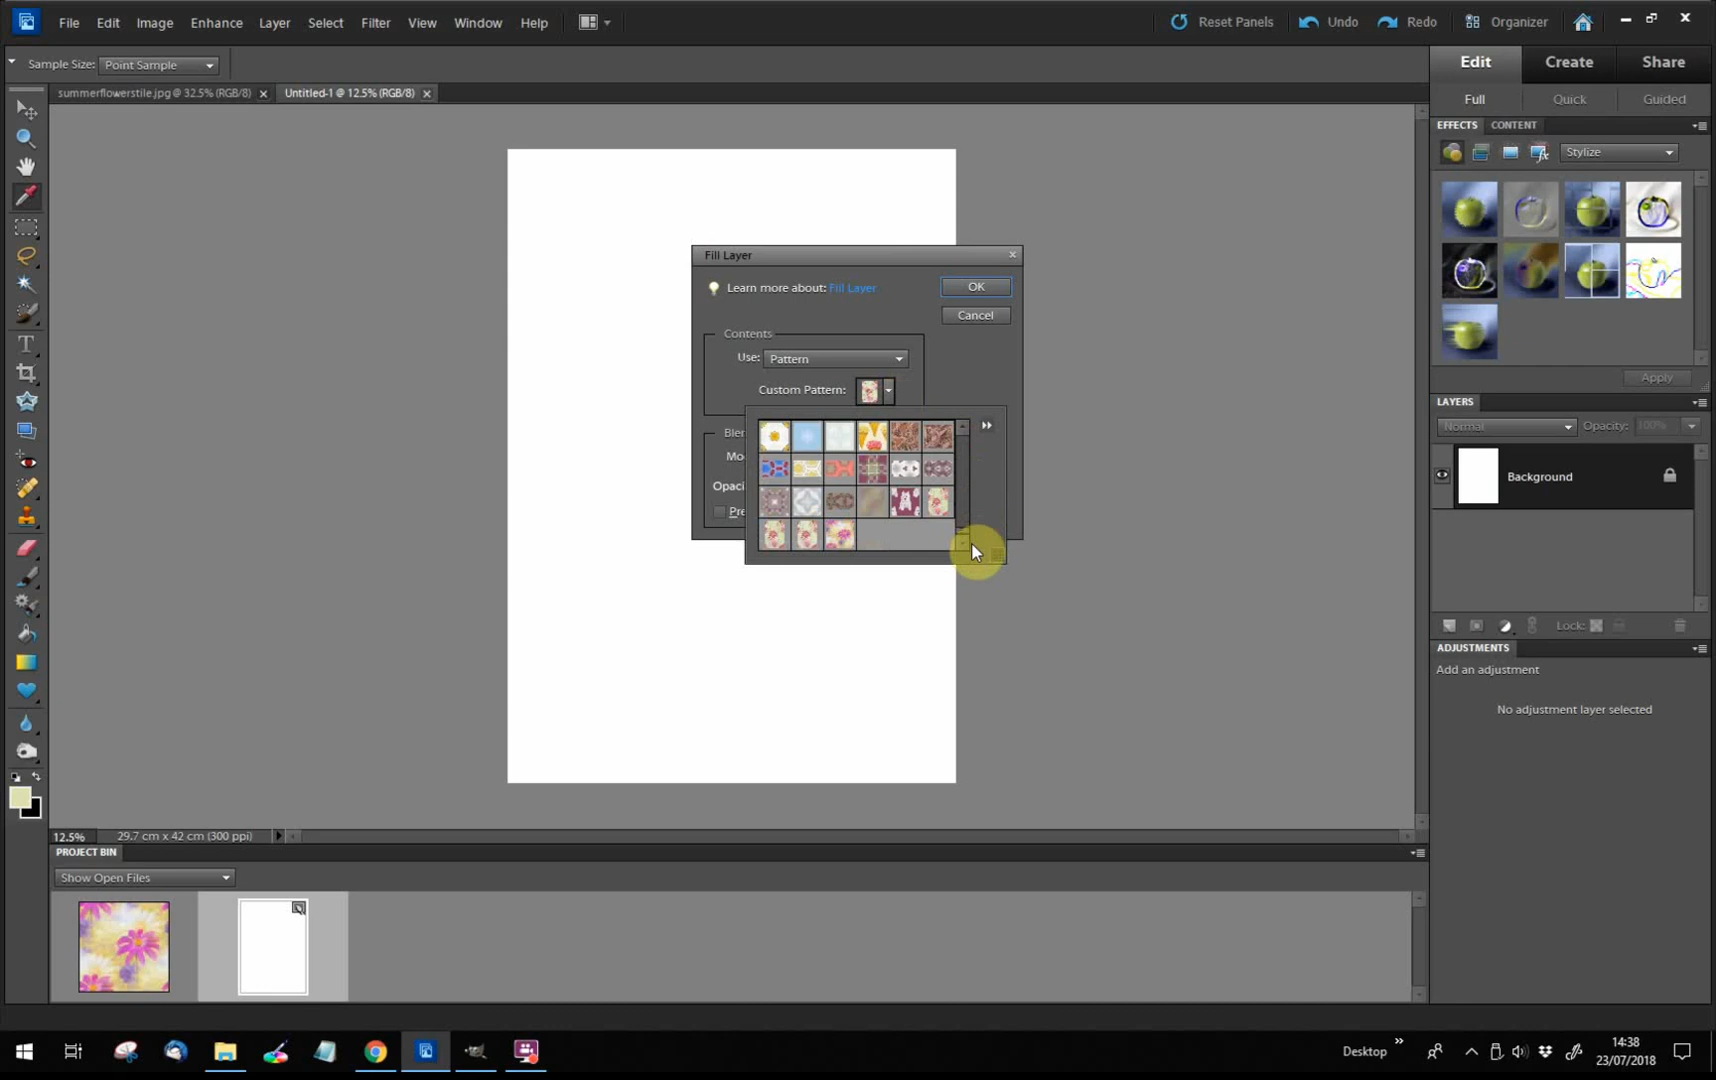 File Edit Image Enhance Layer Select Filter View Window Help Reset Panels Undo Redo Organizer
Sample Size: Point Sample
Edit Create Share
summerflowerstile.jpg @ 32.5% (RGB/8) Untitled-1 @ 12.5% (RGB/8)
Full Quick Guided
EFFECTS CONTENT
Stylize
Fill Layer
Learn more about: Fill Layer OK
Cancel
Contents
Use: Pattern
Custom Pattern:
Apply
LAYERS
Normal Opacity: 100%
Blen
Mo
Opaci
Pre
Background
Lock:
ADJUSTMENTS
Add an adjustment
No adjustment layer selected
12.5% 29.7 cm x 42 cm (300 ppi)
PROJECT BIN
Show Open Files
Desktop
14:38
23/07/2018